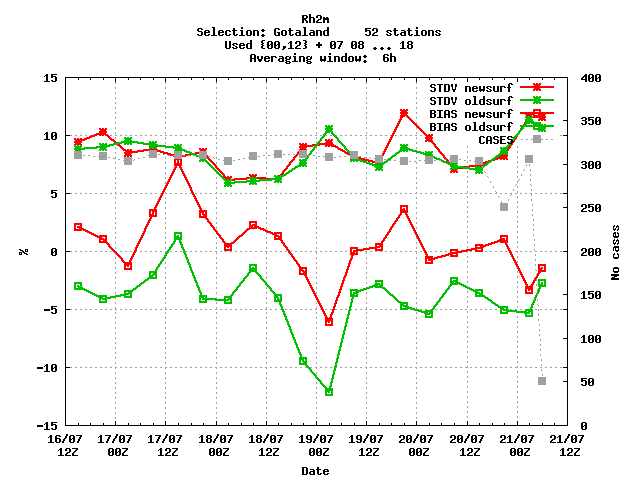 Rh2m
Selection: Gotaland     52 stations
Used {00,12} + 07 08 ... 18
Averaging window:  6h
STDV newsurf
STDV oldsurf
BIAS newsurf
BIAS oldsurf
CASES
15
10
5
0
-5
-10
-15
%
400
350
300
250
200
150
100
50
0
No cases
16/07 17/07 17/07 18/07 18/07 19/07 19/07 20/07 20/07 21/07 21/07
12Z 00Z 12Z 00Z 12Z 00Z 12Z 00Z 12Z 00Z 12Z
Date